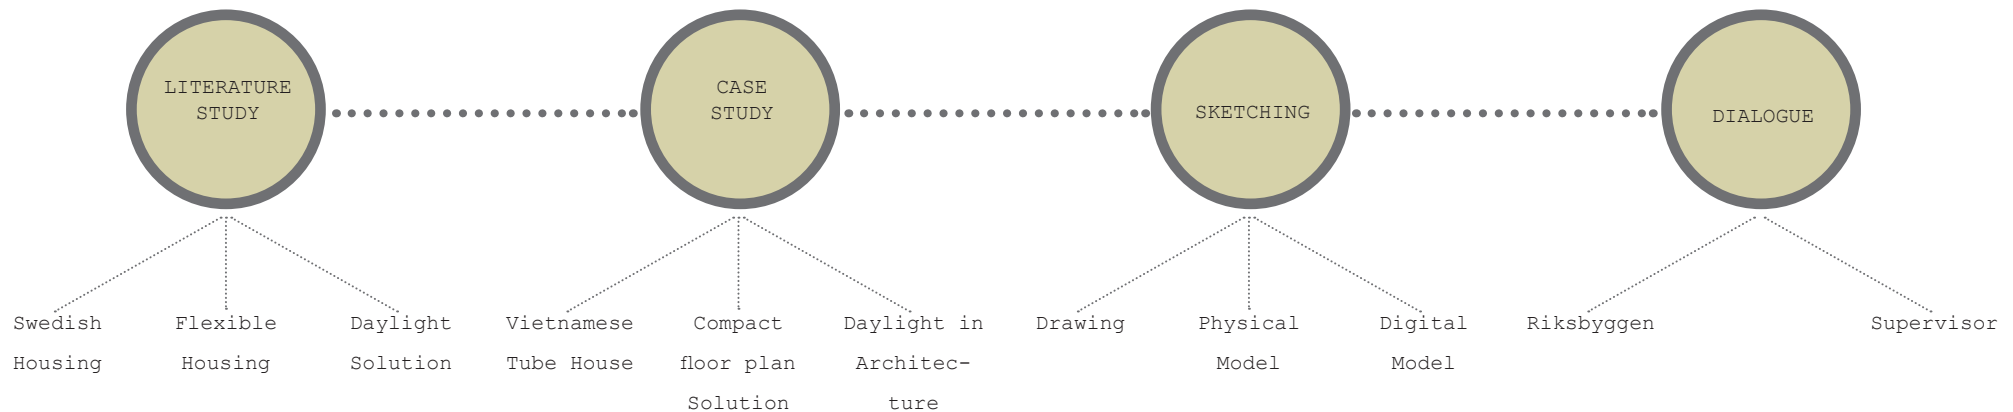 LITERATURE
STUDY
CASE
STUDY
SKETCHING
DIALOGUE
Swedish
Housing
Flexible
Housing
Daylight
Solution
Vietnamese
Tube House
Compact
floor plan
Solution
Daylight in
Architec-
ture
Drawing
Physical
Model
Digital
Model
Riksbyggen
Supervisor